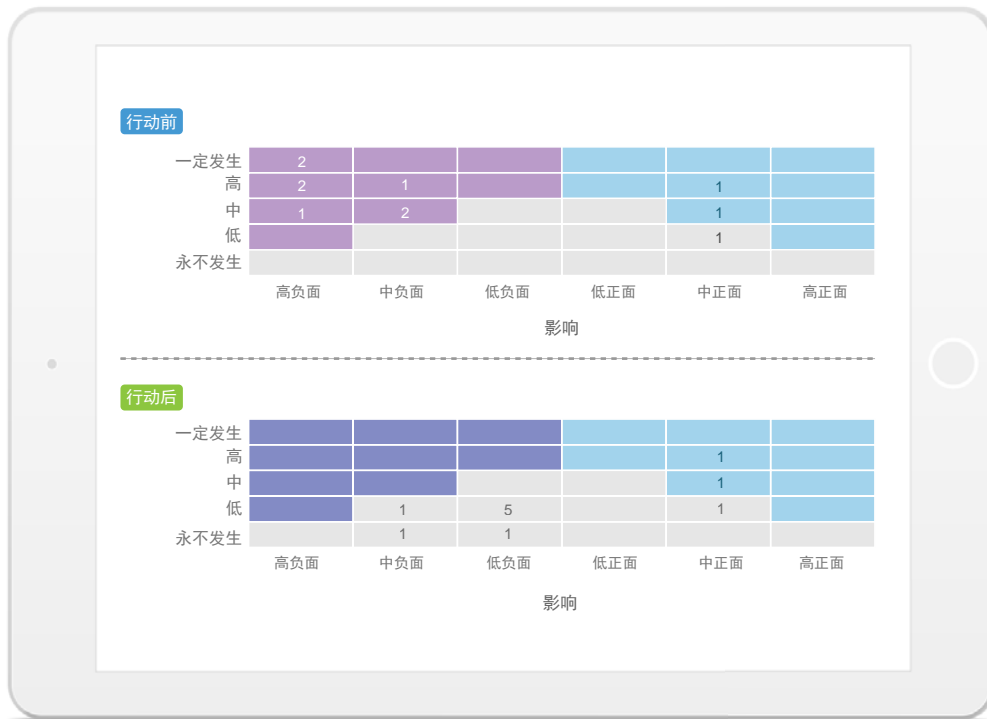 行动前
一定发生 2
高 2 1 1
中 1 2 1
低 1
永不发生
高负面 中负面 低负面 低正面 中正面 高正面
影响
行动后
一定发生
高 1
中 1
低 1 5 1
永不发生 1 1
高负面 中负面 低负面 低正面 中正面 高正面
影响